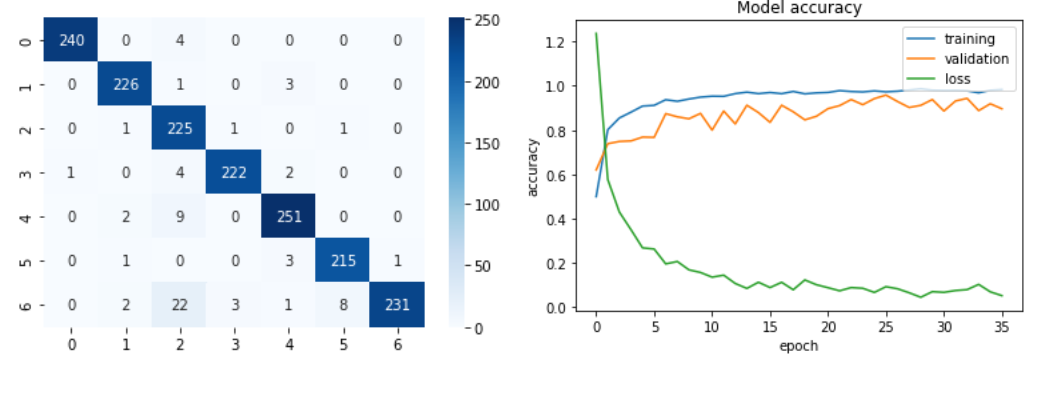 0 240 0 4 0 0 0 0
1 0 226 1 0 3 0 0
2 0 1 225 1 0 1 0
3 1 0 4 222 2 0 0
4 0 2 9 0 251 0 0
5 0 1 0 0 3 215 1
6 0 2 22 3 1 8 231
0 1 2 3 4 5 6
250
200
150
100
50
0
Model accuracy
training
validation
loss
1.2
1.0
0.8
0.6
0.4
0.2
0.0
accuracy
0 5 10 15 20 25 30 35
epoch